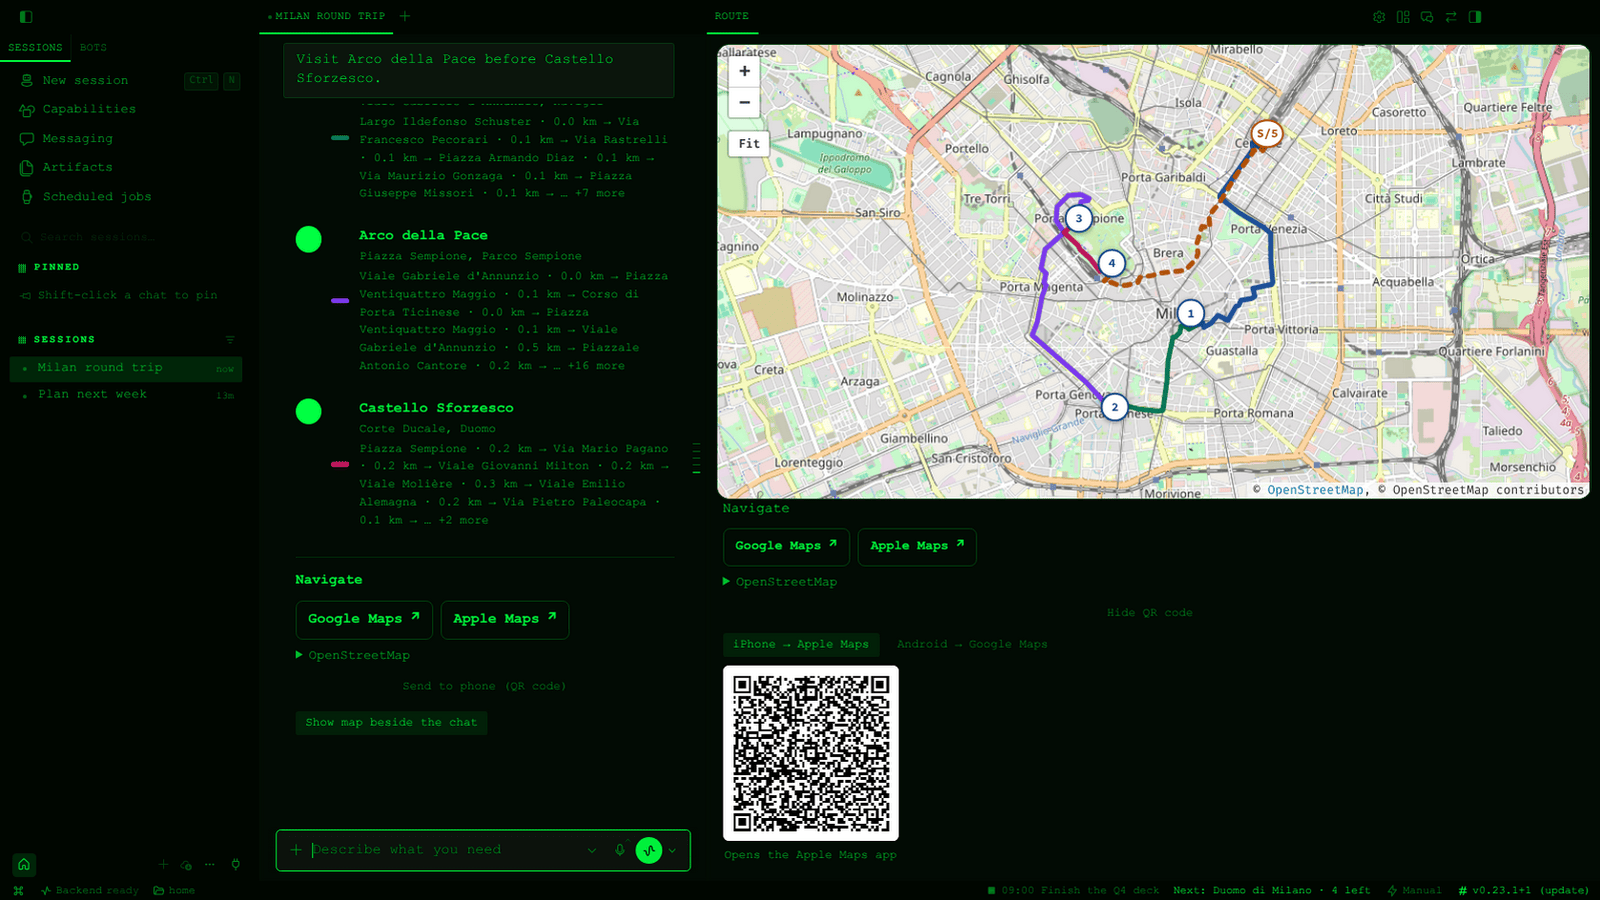 SESSIONS
BOTS
New session
Ctrl
N
Capabilities
Messaging
Artifacts
Scheduled jobs
Search sessions…
PINNED
Shift-click a chat to pin
SESSIONS
Milan round trip
now
Plan next week
13m
Backend ready
home
MILAN ROUND TRIP
Visit Arco della Pace before Castello
Sforzesco.
Largo Ildefonso Schuster · 0.0 km → Via
Francesco Pecorari · 0.1 km → Via Rastrelli
· 0.1 km → Piazza Armando Diaz · 0.1 km →
Via Maurizio Gonzaga · 0.1 km → Piazza
Giuseppe Missori · 0.1 km → … +7 more
Arco della Pace
Piazza Sempione, Parco Sempione
Viale Gabriele d'Annunzio · 0.0 km → Piazza
Ventiquattro Maggio · 0.1 km → Corso di
Porta Ticinese · 0.0 km → Piazza
Ventiquattro Maggio · 0.1 km → Viale
Gabriele d'Annunzio · 0.5 km → Piazzale
Antonio Cantore · 0.2 km → … +16 more
Castello Sforzesco
Corte Ducale, Duomo
Piazza Sempione · 0.2 km → Via Mario Pagano
· 0.2 km → Viale Giovanni Milton · 0.2 km →
Viale Molière · 0.3 km → Viale Emilio
Alemagna · 0.2 km → Via Pietro Paleocapa ·
0.1 km → … +2 more
Navigate
Google Maps ↗
Apple Maps ↗
OpenStreetMap
Send to phone (QR code)
Show map beside the chat
Describe what you need
ROUTE
+
−
Fit
Gallaratese
Mirabello
Cagnola
Ghisolfa
Isola
Casoretto
Quartiere Feltre
Lampugnano
S/5
Loreto
Portello
Ippodromo
del Galoppo
Lambrate
Porta Garibaldi
Tre Torri
Città Studi
San Siro
3
Porta Venezia
Cagnino
Brera
4
Ortica
Porta Magenta
Acquabella
Molinazzo
1
Porta Vittoria
Guastalla
Quartiere Forlanini
Creta
Arzaga
Calvairate
2
Porta Romana
Naviglio Grande
Taliedo
Giambellino
San Cristoforo
Lorenteggio
Morsenchio
Morivione
© OpenStreetMap, © OpenStreetMap contributors
Navigate
Google Maps ↗
Apple Maps ↗
OpenStreetMap
Hide QR code
iPhone → Apple Maps
Android → Google Maps
Opens the Apple Maps app
09:00 Finish the Q4 deck
Next: Duomo di Milano · 4 left
Manual
# v0.23.1+1 (update)